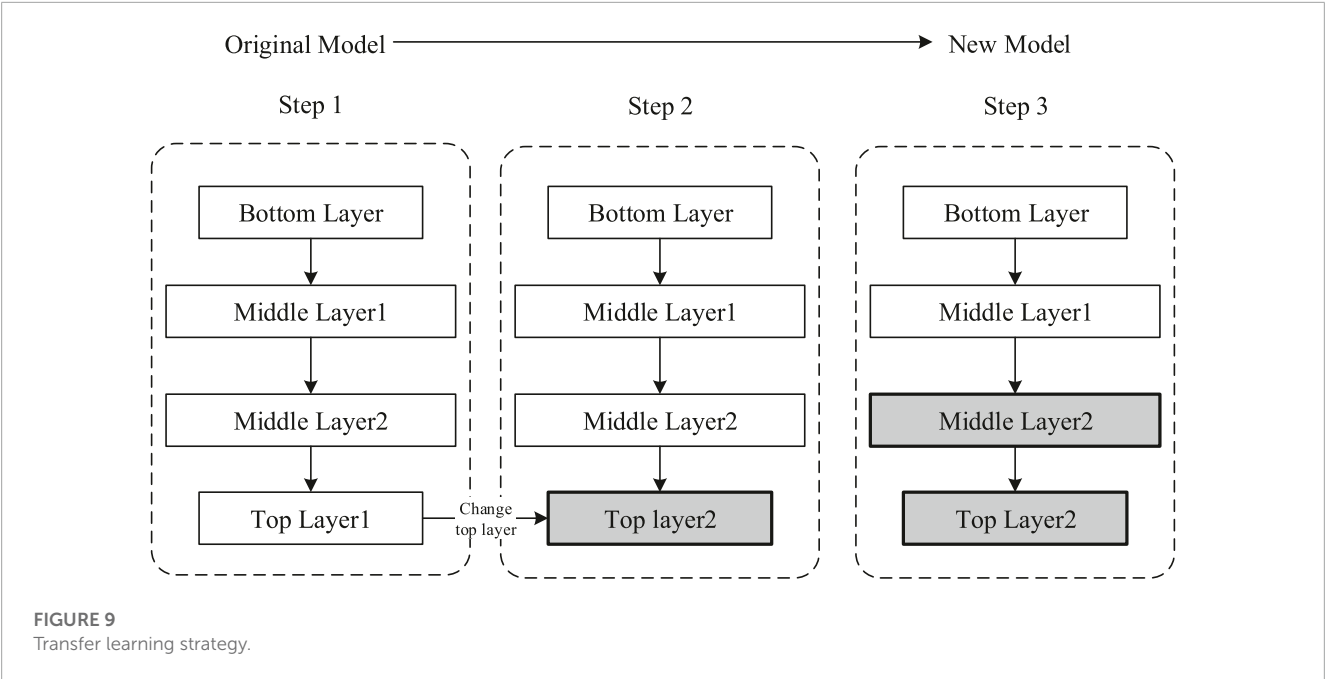 Original Model
New Model
Step 1
Step 2
Step 3
Bottom Layer
Middle Layer1
Middle Layer2
Top Layer1
Change
top layer
Bottom Layer
Middle Layer1
Middle Layer2
Top layer2
Bottom Layer
Middle Layer1
Middle Layer2
Top Layer2
FIGURE 9
Transfer learning strategy.